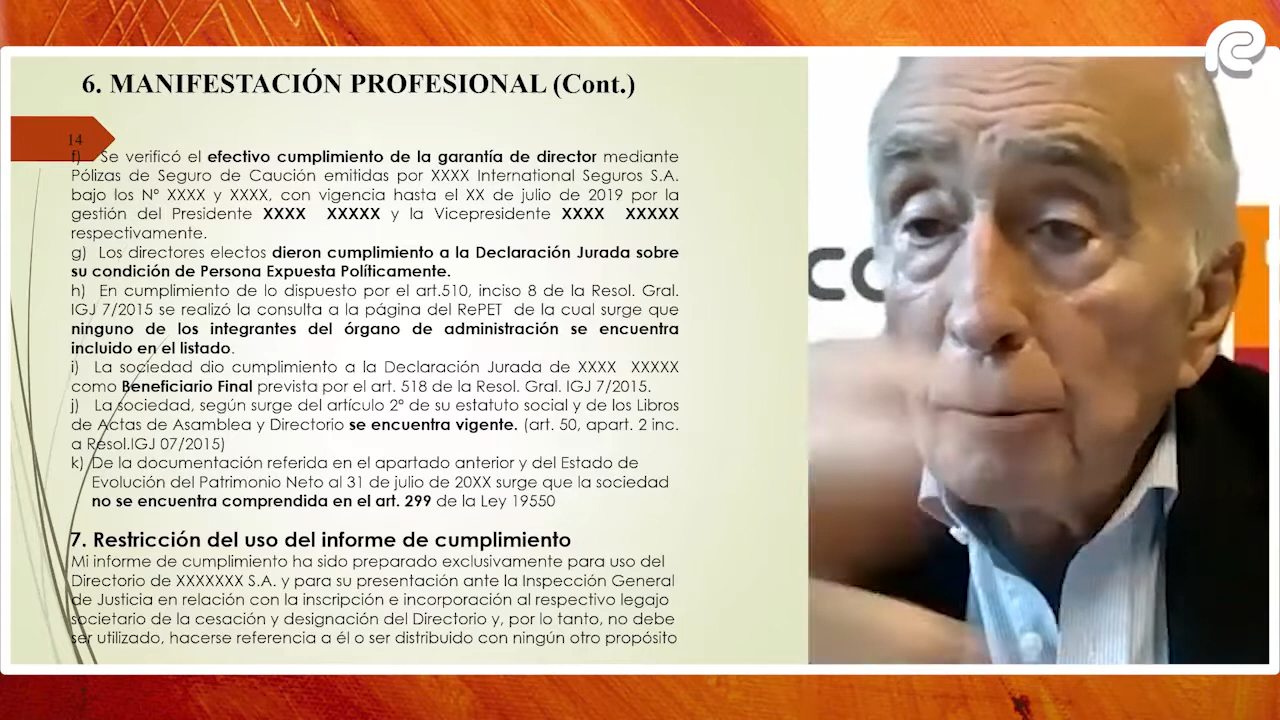 6. MANIFESTACIÓN PROFESIONAL (Cont.)
14
f) Se verificó el efectivo cumplimiento de la garantía de director mediante
Pólizas de Seguro de Caución emitidas por XXXX International Seguros S.A.
bajo los Nº XXXX y XXXX, con vigencia hasta el XX de julio de 2019 por la
gestión del Presidente XXXX XXXXX y la Vicepresidente XXXX XXXXX
respectivamente.
g) Los directores electos dieron cumplimiento a la Declaración Jurada sobre
su condición de Persona Expuesta Políticamente.
h) En cumplimiento de lo dispuesto por el art.510, inciso 8 de la Resol. Gral.
IGJ 7/2015 se realizó la consulta a la página del RePET de la cual surge que
ninguno de los integrantes del órgano de administración se encuentra
incluido en el listado.
i) La sociedad dio cumplimiento a la Declaración Jurada de XXXX XXXXX
como Beneficiario Final prevista por el art. 518 de la Resol. Gral. IGJ 7/2015.
j) La sociedad, según surge del artículo 2º de su estatuto social y de los Libros
de Actas de Asamblea y Directorio se encuentra vigente. (art. 50, apart. 2 inc.
a Resol.IGJ 07/2015)
k) De la documentación referida en el apartado anterior y del Estado de
Evolución del Patrimonio Neto al 31 de julio de 20XX surge que la sociedad
no se encuentra comprendida en el art. 299 de la Ley 19550
7. Restricción del uso del informe de cumplimiento
Mi informe de cumplimiento ha sido preparado exclusivamente para uso del
Directorio de XXXXXXX S.A. y para su presentación ante la Inspección General
de Justicia en relación con la inscripción e incorporación al respectivo legajo
societario de la cesación y designación del Directorio y, por lo tanto, no debe
ser utilizado, hacerse referencia a él o ser distribuido con ningún otro propósito